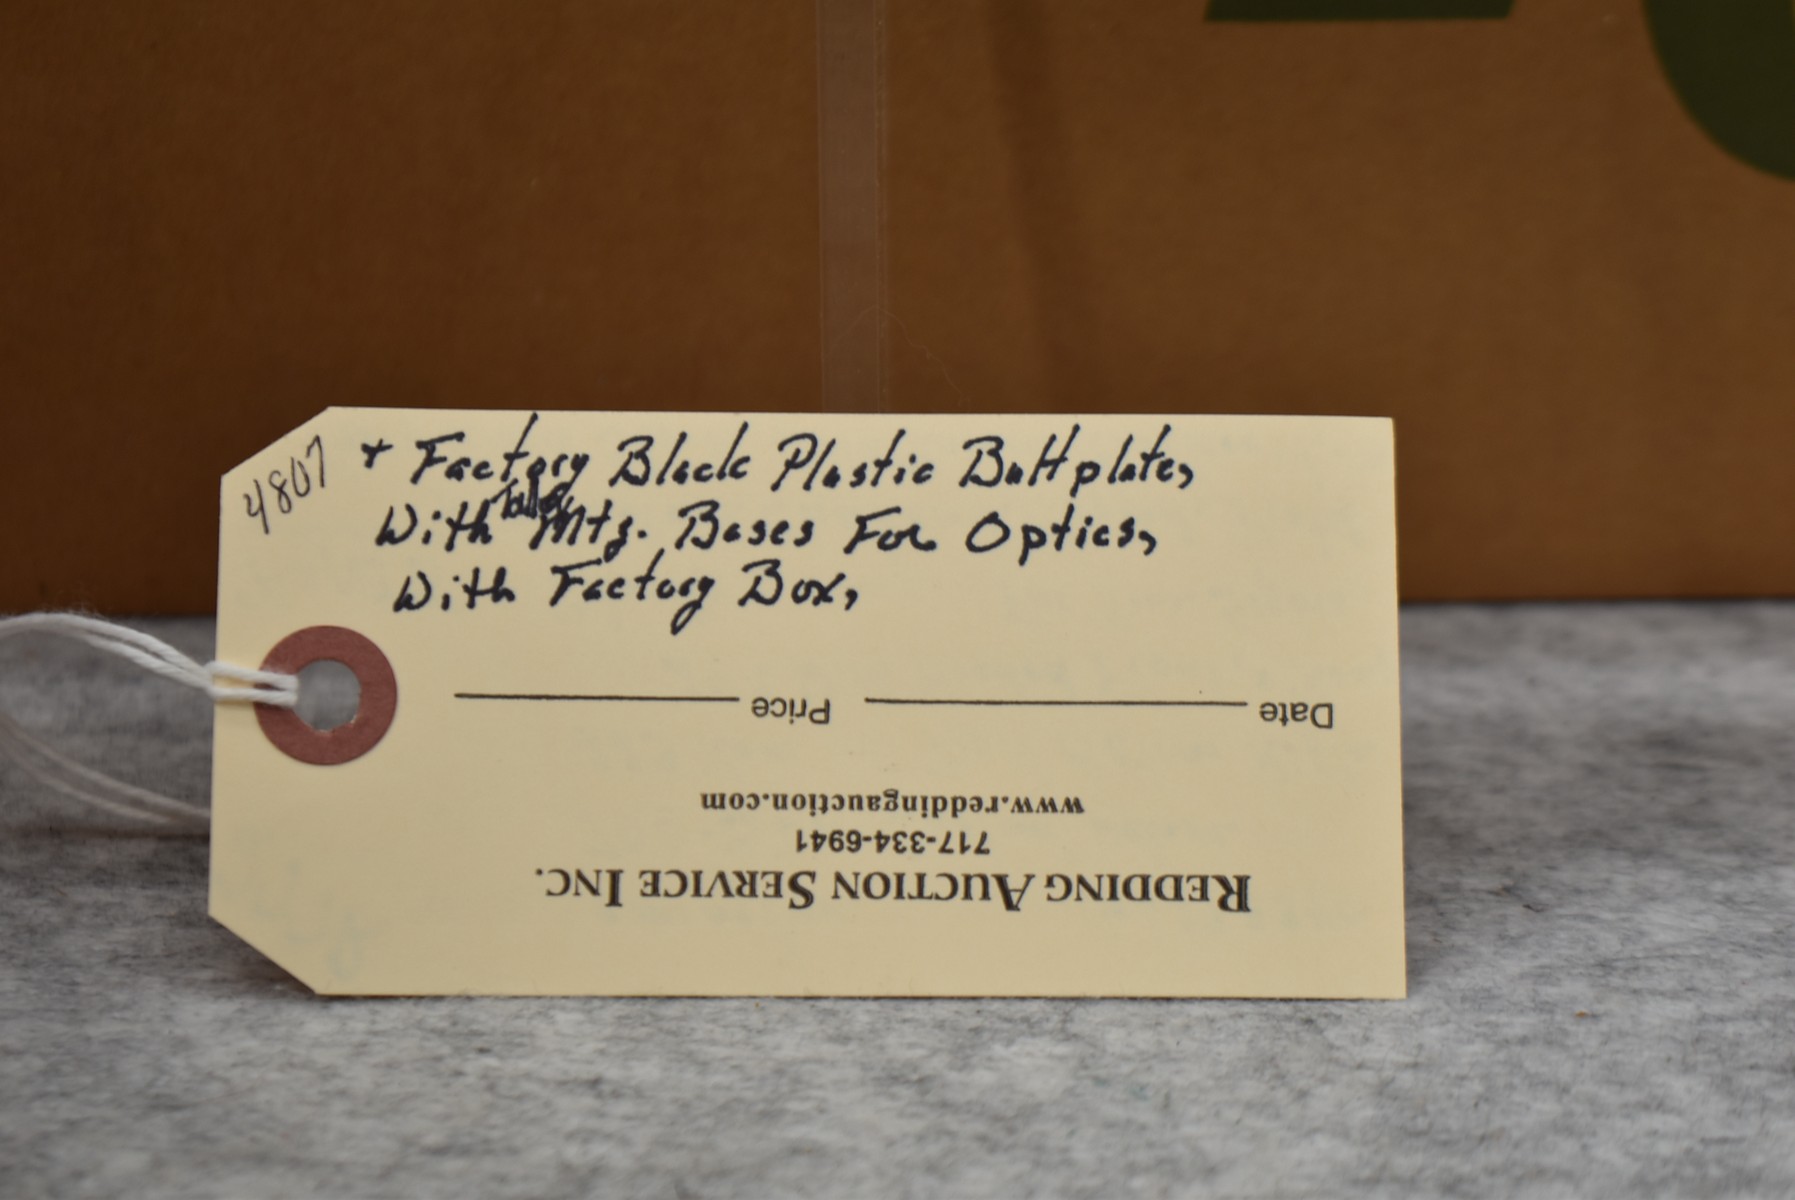 4807
+ Factory Black Plastic Buttplate,
With Mtg. Bases For Optics,
With Factory Box,
Date Price
www.reddingauction.com
717-334-6941
REDDING AUCTION SERVICE INC.